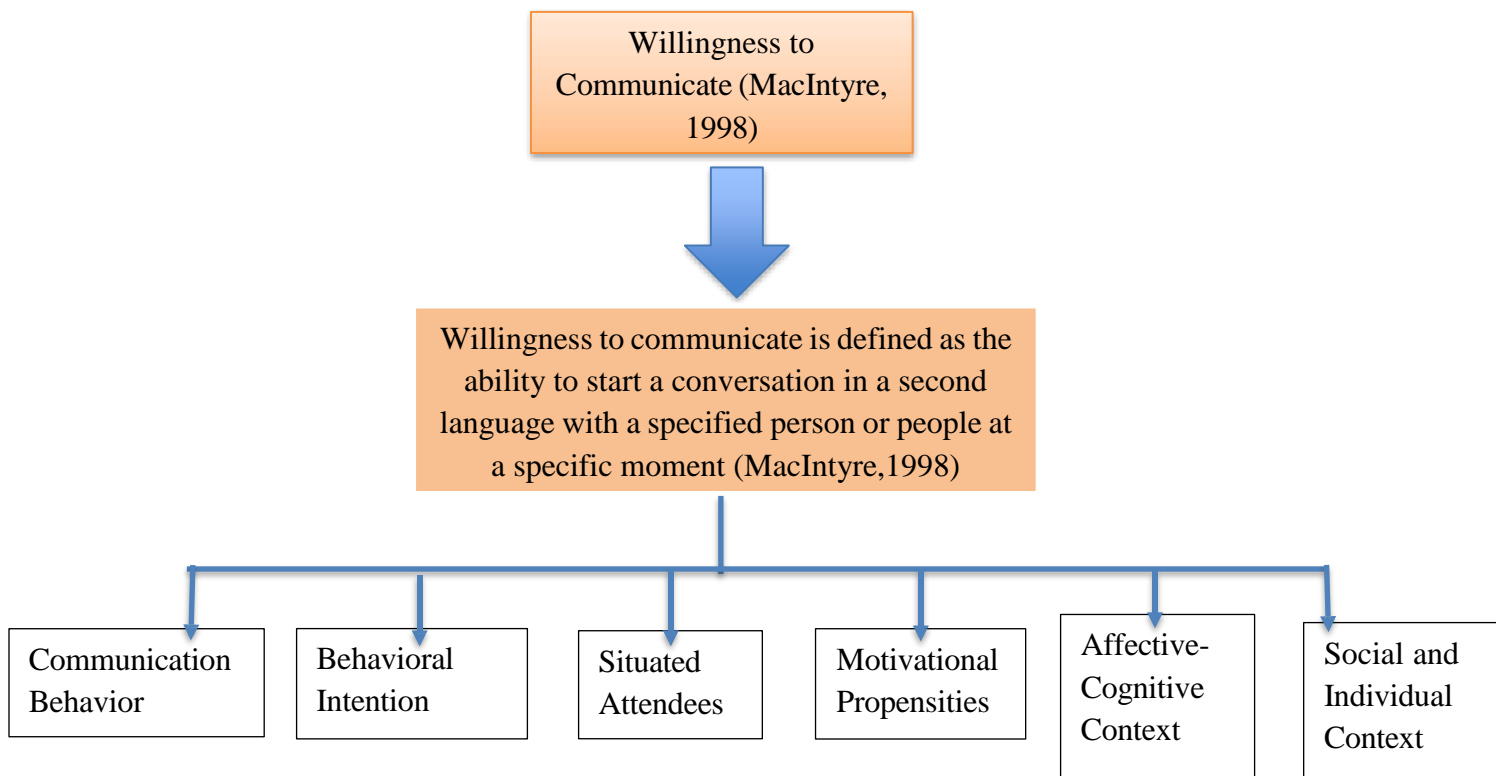 Willingness to
Communicate (MacIntyre,
1998)
Willingness to communicate is defined as the
ability to start a conversation in a second
language with a specified person or people at
a specific moment (MacIntyre,1998)
Communication
Behavior
Behavioral
Intention
Situated
Attendees
Motivational
Propensities
Affective-
Cognitive
Context
Social and
Individual
Context